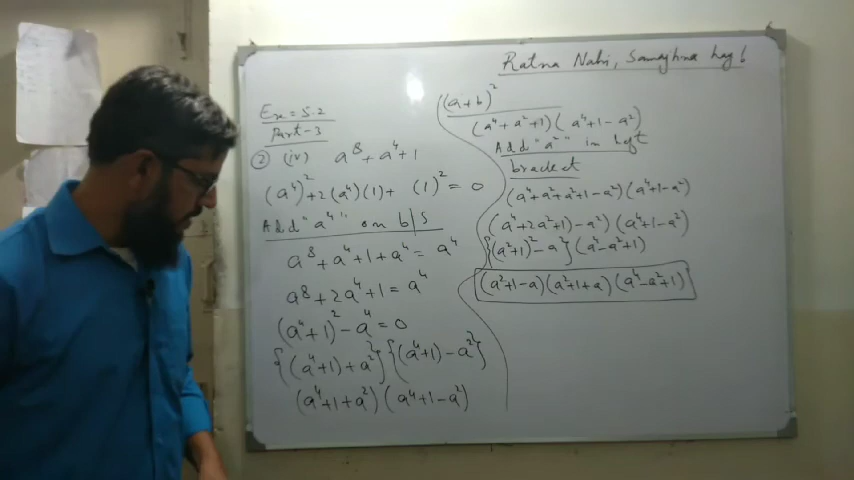 Ratna Nahi, Samajhna hay 6
Ex = 5.2
Part - 3
② (iv) a⁸ + a⁴ + 1
(a⁴)² + 2(a⁴)(1) + (1)² = 0
Add "a⁴" on b/s
a⁸ + a⁴ + 1 + a⁴ = a⁴
a⁸ + 2a⁴ + 1 = a⁴
(a⁴+1)² - a⁴ = 0
{(a⁴+1) + a²} {(a⁴+1) - a²}
(a⁴+1+a²) (a⁴+1-a²)
(a+b)²
(a⁴+a²+1) (a⁴+1-a²)
Add "a²" in left
bracket
(a⁴+a²+a²+1-a²) (a⁴+1-a²)
(a⁴+2a²+1) - a²) (a⁴+1-a²)
{(a²+1)² - a²} (a⁴-a²+1)
(a²+1-a) (a²+1+a) (a⁴-a²+1)